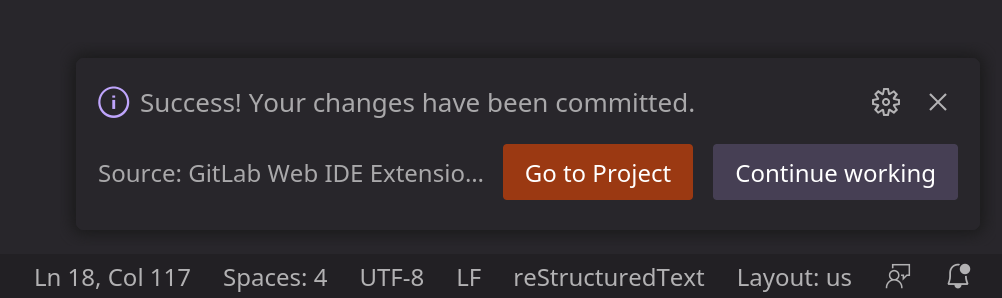 Success! Your changes have been committed.
Source: GitLab Web IDE Extensio... Go to Project Continue working
Ln 18, Col 117 Spaces: 4 UTF-8 LF reStructuredText Layout: us